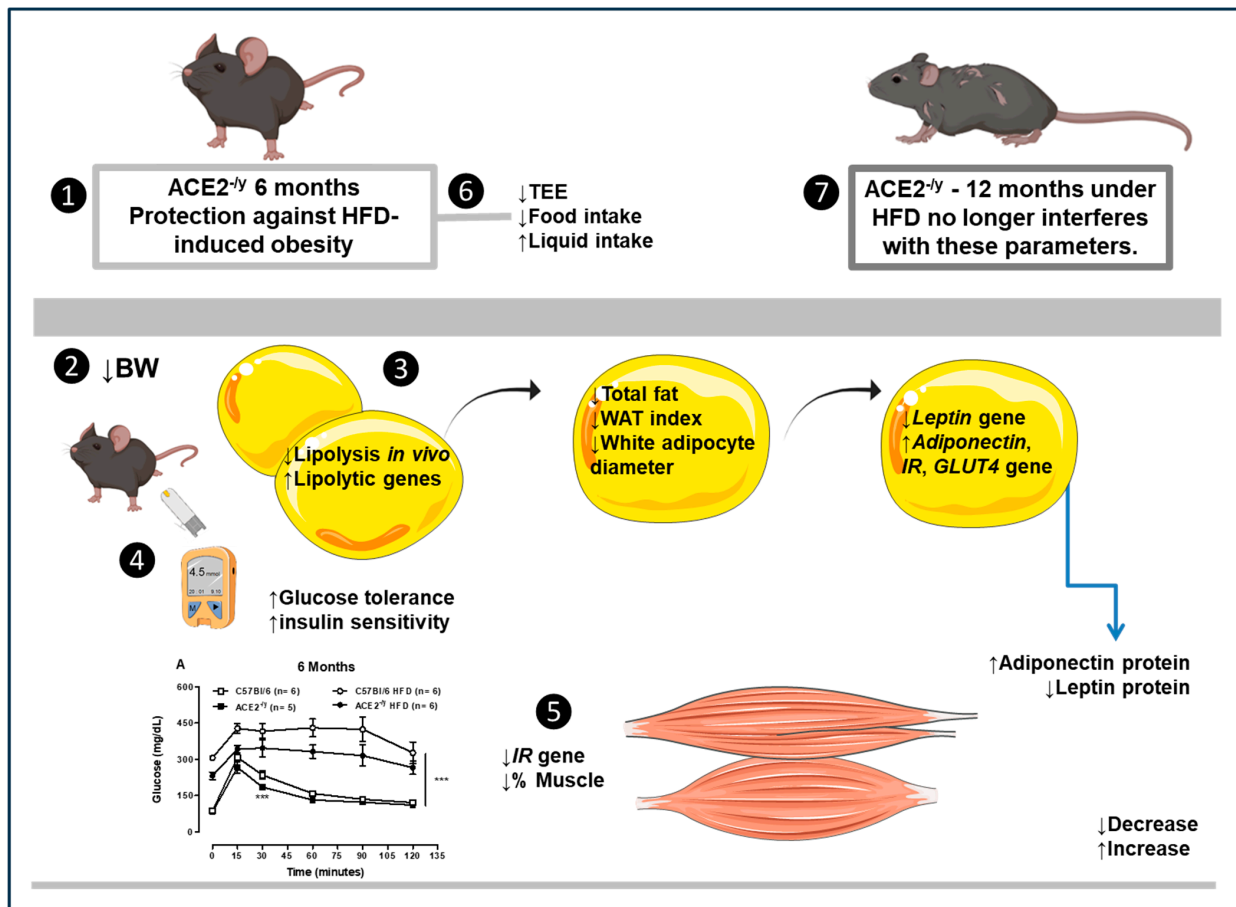 1
ACE2-/y 6 months
Protection against HFD-
induced obesity
6
↓TEE
↓Food intake
↑Liquid intake
7
ACE2-/y - 12 months under
HFD no longer interferes
with these parameters.
2
↓BW
3
↓Lipolysis in vivo
↑Lipolytic genes
↓Total fat
↓WAT index
↓White adipocyte
diameter
↓Leptin gene
↑Adiponectin,
IR, GLUT4 gene
4
4.5 mmol
20 01 9.10
M
↑Glucose tolerance
↑insulin sensitivity
↑Adiponectin protein
↓Leptin protein
A
6 Months
C57Bl/6 (n= 6)
C57Bl/6 HFD (n= 6)
ACE2-/y (n= 5)
ACE2-/y HFD (n= 6)
Glucose (mg/dL)
600
450
300
150
0
***
***
0 15 30 45 60 75 90 105 120 135
Time (minutes)
5
↓IR gene
↓% Muscle
↓Decrease
↑Increase